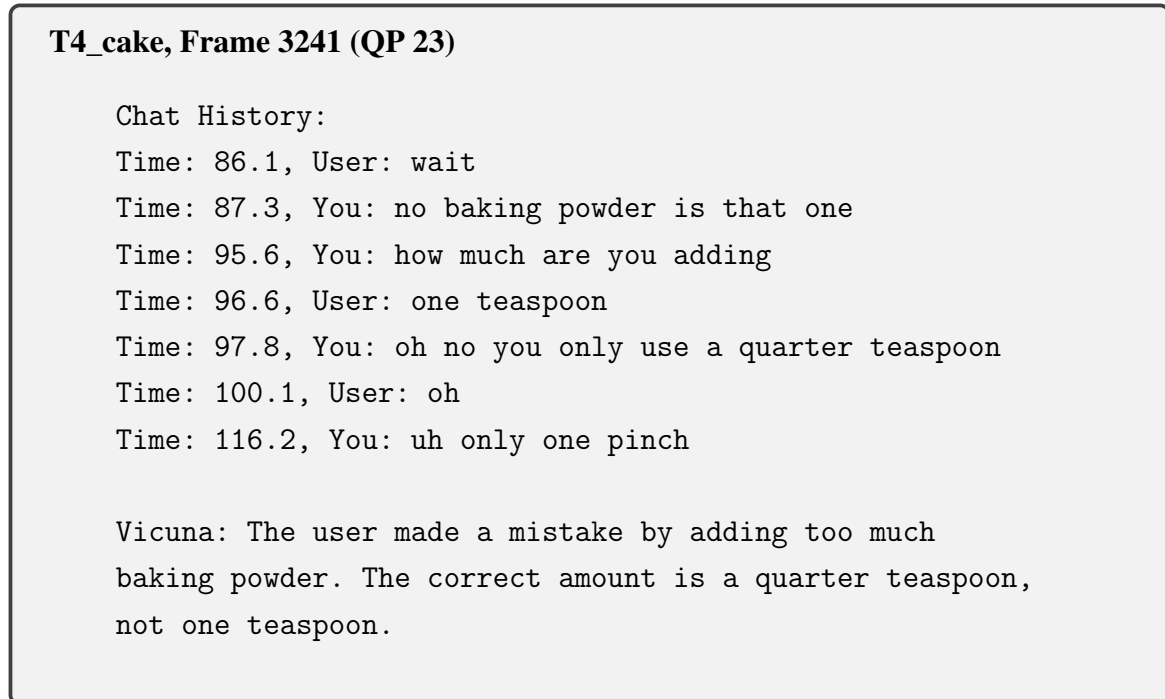 T4_cake, Frame 3241 (QP 23)
Chat History:
Time: 86.1, User: wait
Time: 87.3, You: no baking powder is that one
Time: 95.6, You: how much are you adding
Time: 96.6, User: one teaspoon
Time: 97.8, You: oh no you only use a quarter teaspoon
Time: 100.1, User: oh
Time: 116.2, You: uh only one pinch
Vicuna: The user made a mistake by adding too much
baking powder. The correct amount is a quarter teaspoon,
not one teaspoon.